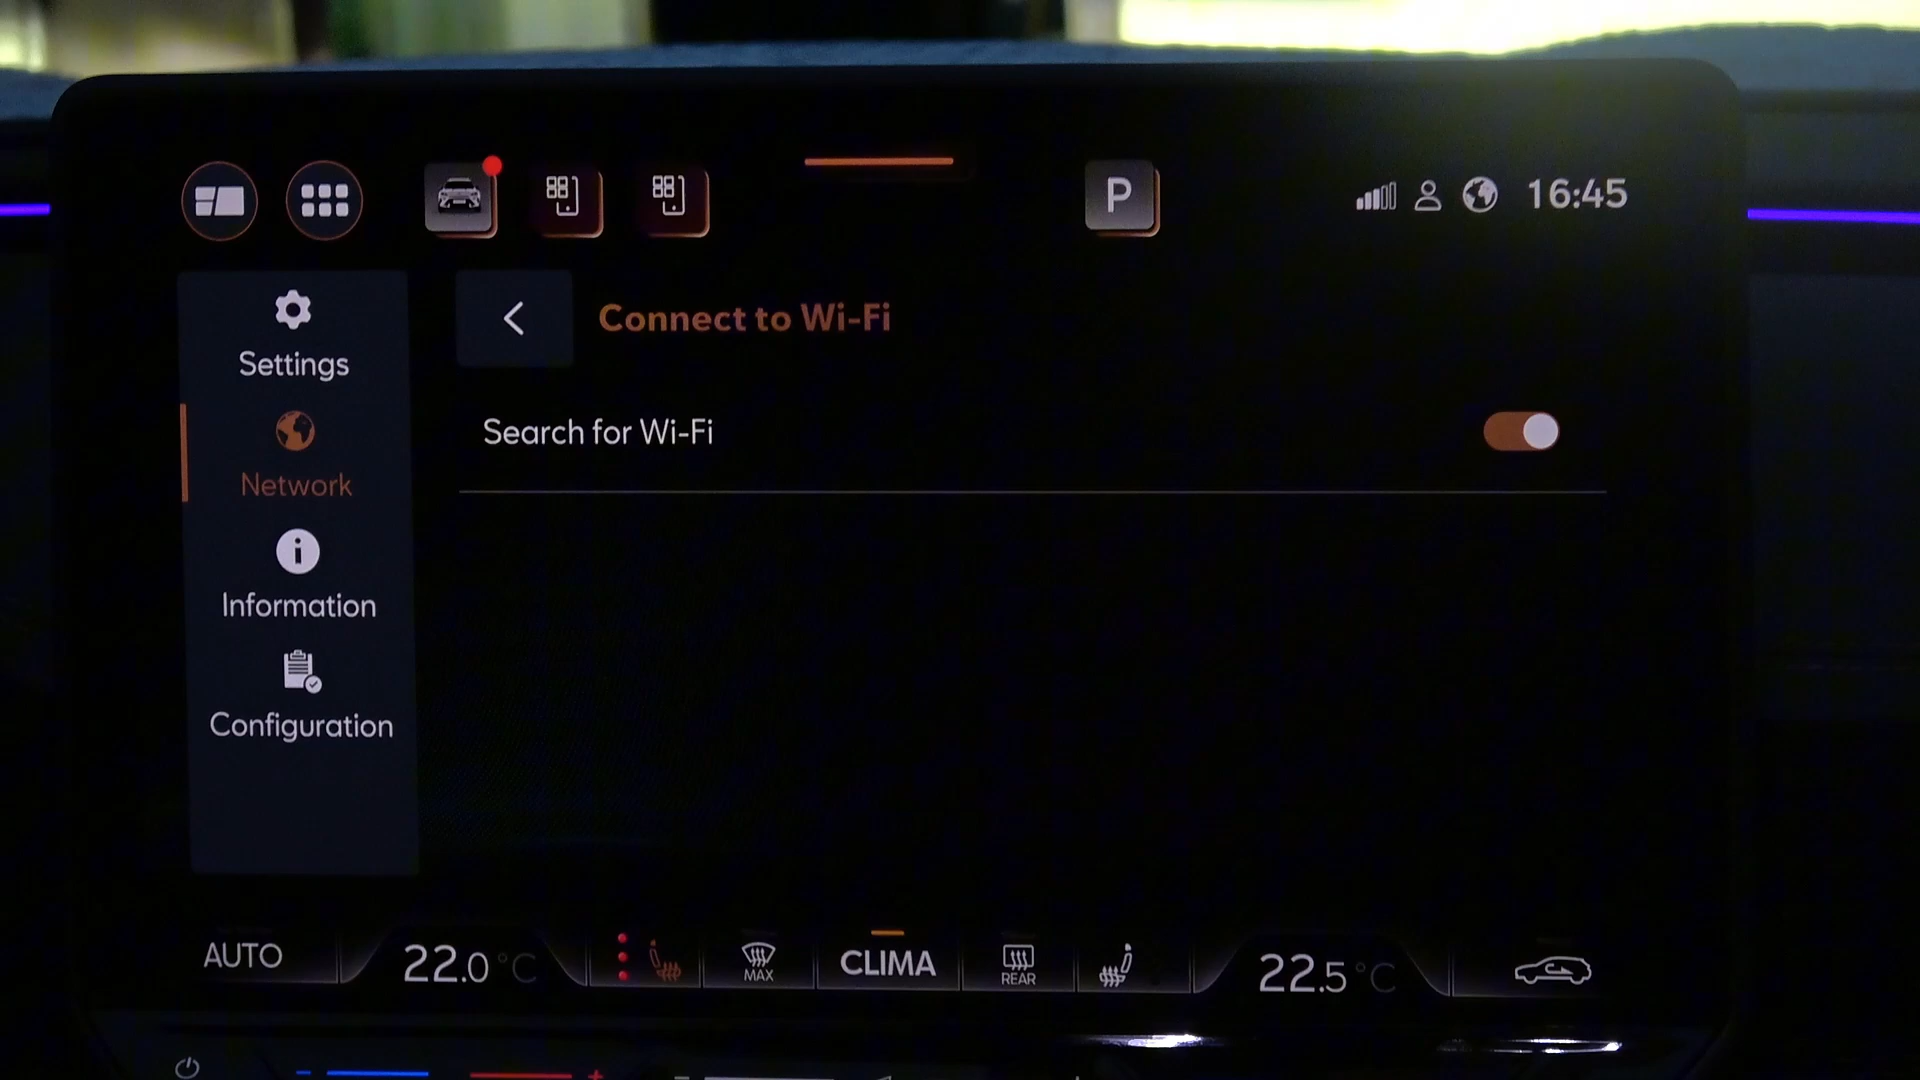 P
16:45
Settings
Network
Information
Configuration
Connect to Wi-Fi
Search for Wi-Fi
AUTO
22.0 °C
MAX
CLIMA
REAR
22.5 °C